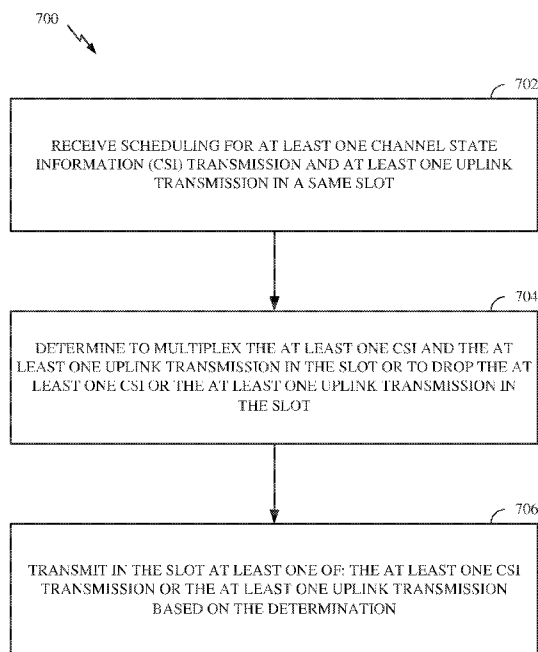 700
702
RECEIVE SCHEDULING FOR AT LEAST ONE CHANNEL STATE
INFORMATION (CSI) TRANSMISSION AND AT LEAST ONE UPLINK
TRANSMISSION IN A SAME SLOT
704
DETERMINE TO MULTIPLEX THE AT LEAST ONE CSI AND THE AT
LEAST ONE UPLINK TRANSMISSION IN THE SLOT OR TO DROP THE AT
LEAST ONE CSI OR THE AT LEAST ONE UPLINK TRANSMISSION IN
THE SLOT
706
TRANSMIT IN THE SLOT AT LEAST ONE OF: THE AT LEAST ONE CSI
TRANSMISSION OR THE AT LEAST ONE UPLINK TRANSMISSION
BASED ON THE DETERMINATION